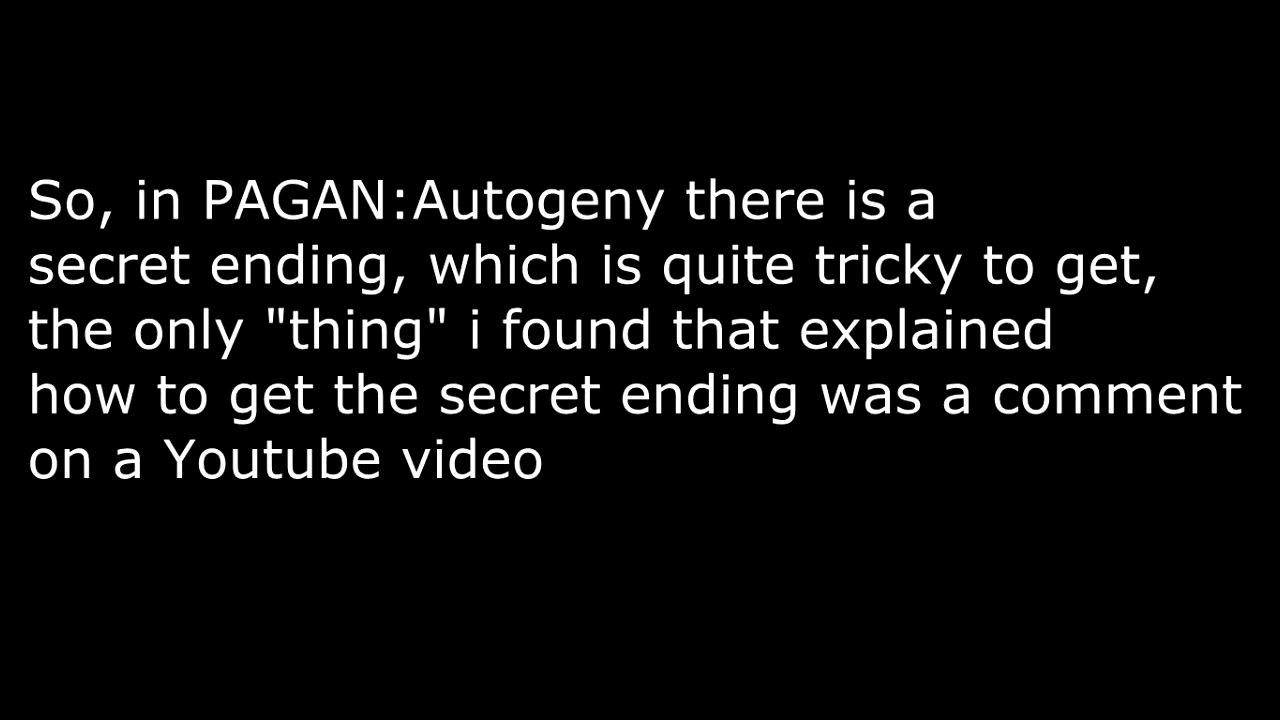 So, in PAGAN:Autogeny there is a
secret ending, which is quite tricky to get,
the only "thing" i found that explained
how to get the secret ending was a comment
on a Youtube video